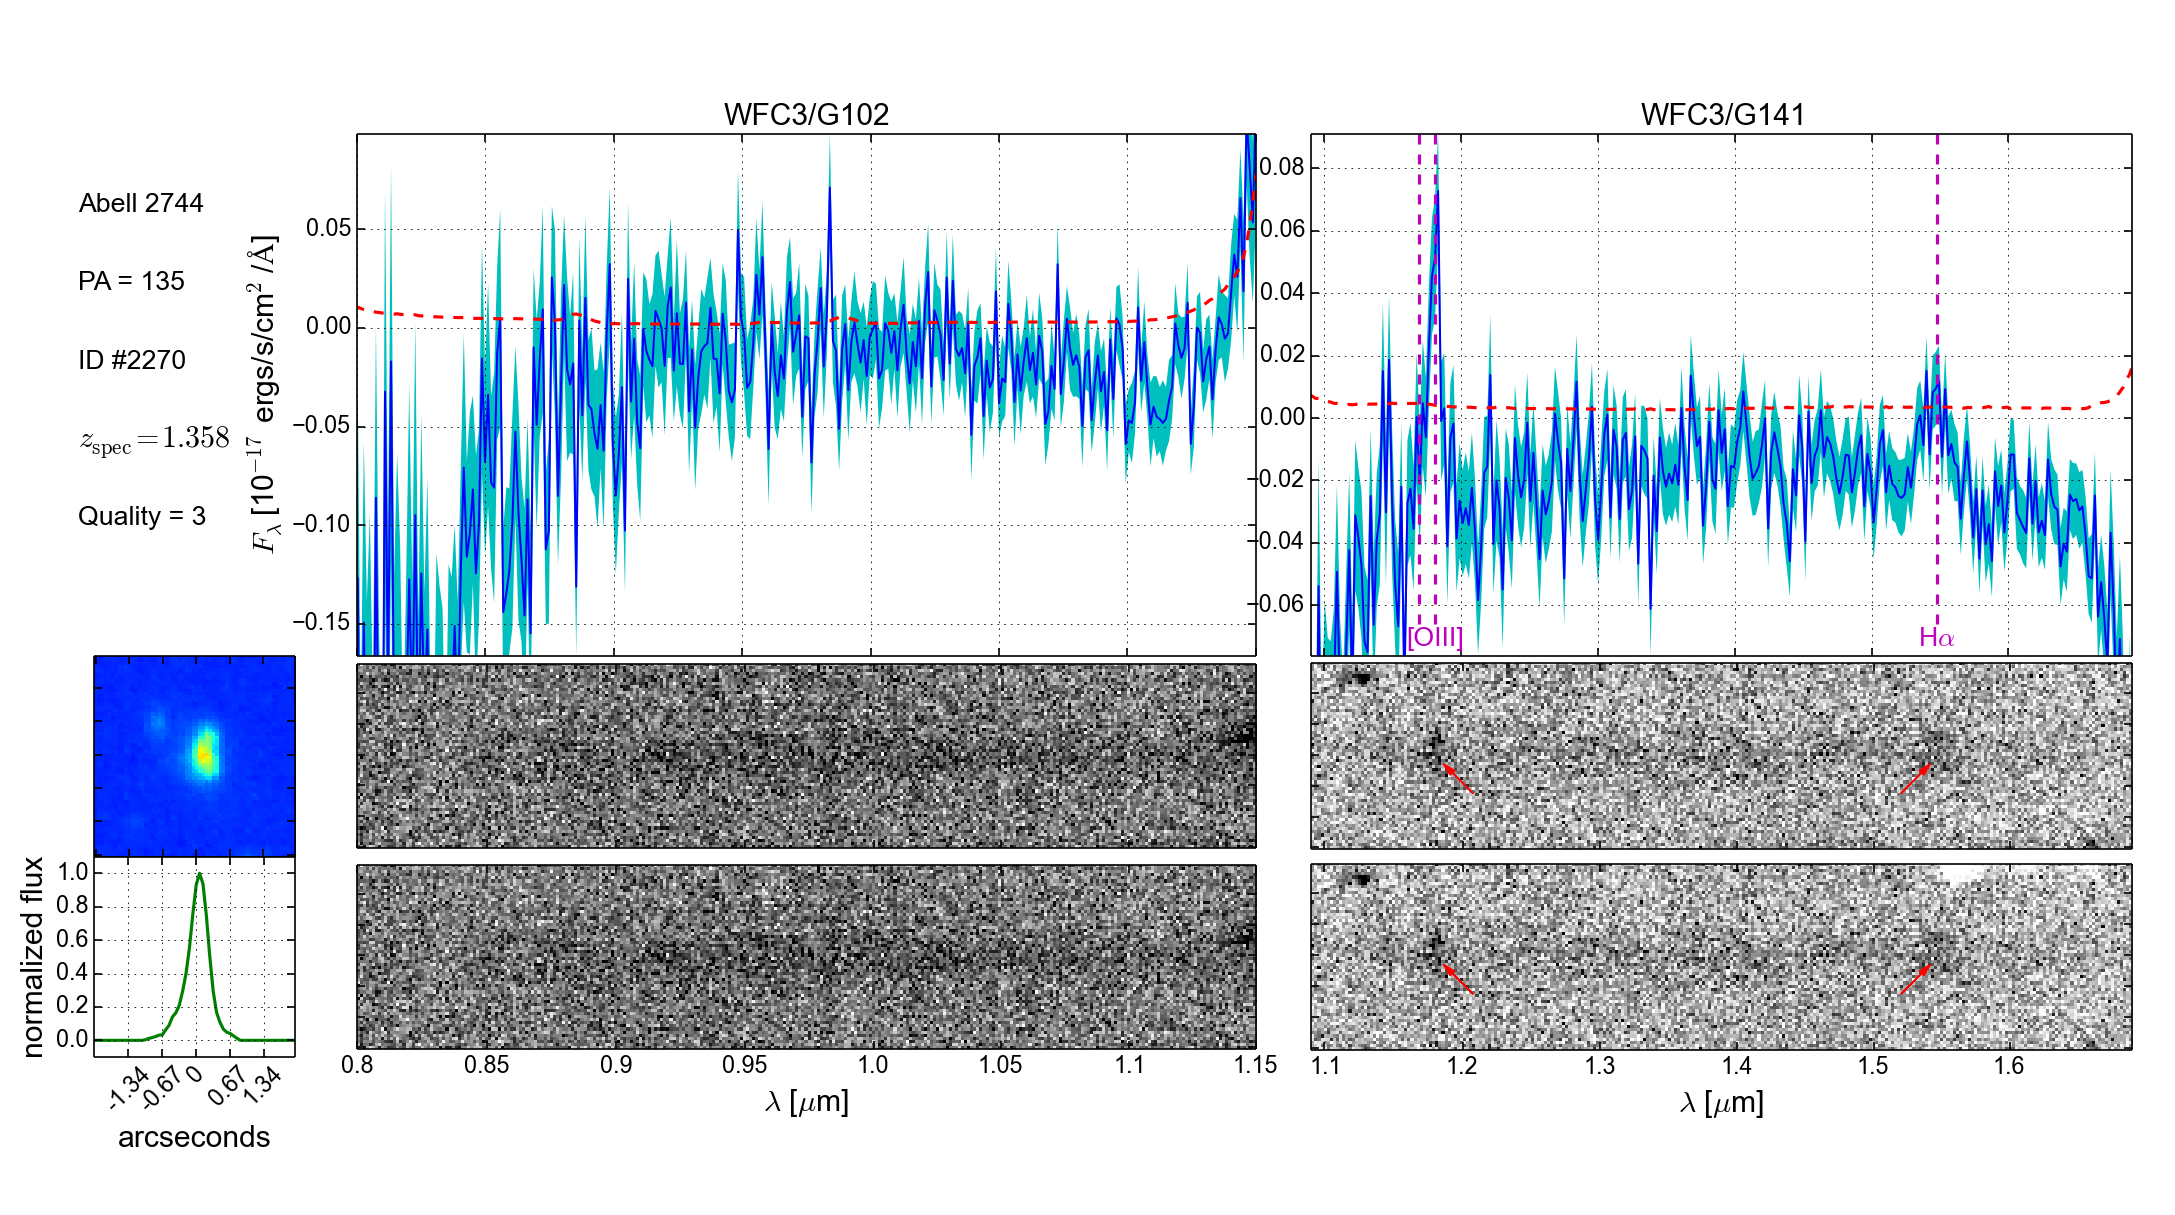 WFC3/G102
WFC3/G141
Abell 2744
PA = 135
ID #2270
z_spec = 1.358
Quality = 3
F_λ [10^−17 ergs/s/cm^2 /Å]
0.05
0.00
−0.05
−0.10
−0.15
0.08
0.06
0.04
0.02
0.00
−0.02
−0.04
−0.06
[OIII]
Hα
normalized flux
1.0
0.8
0.6
0.4
0.2
0.0
-1.34 -0.67 0 0.67 1.34
arcseconds
0.8 0.85 0.9 0.95 1.0 1.05 1.1 1.15
λ [μm]
1.1 1.2 1.3 1.4 1.5 1.6
λ [μm]